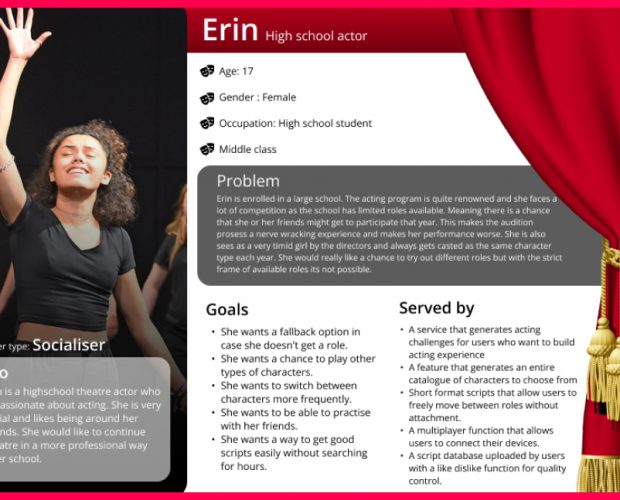 Erin High school actor
Age: 17
Gender : Female
Occupation: High school student
Middle class
Problem
Erin is enrolled in a large school. The acting program is quite renowned and she faces a
lot of competition as the school has limited roles available. Meaning there is a chance
that she or her friends might get to participate that year. This makes the audition
prosess a nerve wracking experience and makes her performance worse. She is also
sees as a very timid girl by the directors and always gets casted as the same character
type each year. She would really like a chance to try out different roles but with the strict
frame of available roles its not possible.
Goals
• She wants a fallback option in
case she doesn't get a role.
• She wants a chance to play other
types of characters.
• She wants to switch between
characters more frequently.
• She wants to be able to practise
with her friends.
• She wants a way to get good
scripts easily without searching
for hours.
Served by
• A service that generates acting
challenges for users who want to build
acting experience
• A feature that generates an entire
catalogue of characters to choose from
• Short format scripts that allow users to
freely move between roles without
attachment.
• A multiplayer function that allows
users to connect their devices.
• A script database uploaded by users
with a like dislike function for quality
control.
type: Socialiser
is a highschool theatre actor who
assionate about acting. She is very
ial and likes being around her
nds. She would like to continue
atre in a more professional way
er school.